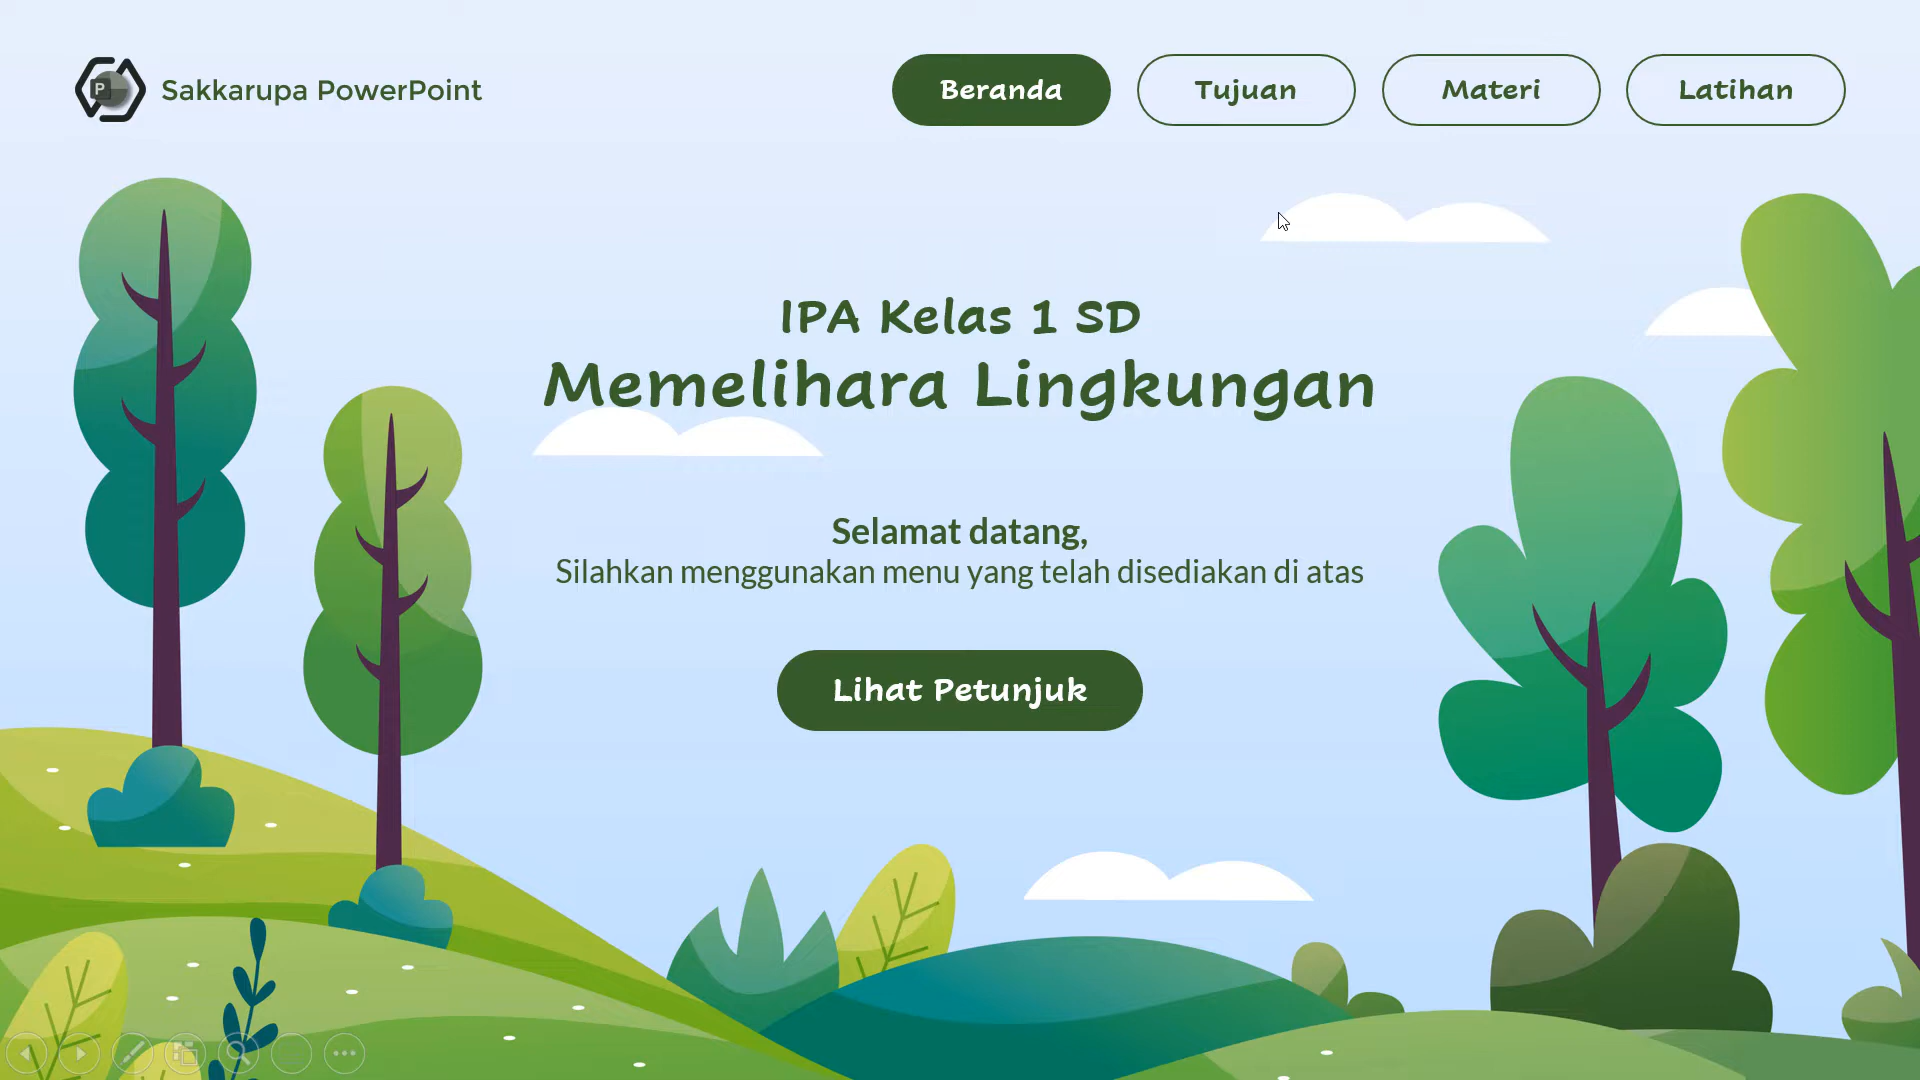 Sakkarupa PowerPoint
Beranda
Tujuan
Materi
Latihan
IPA Kelas 1 SD
Memelihara Lingkungan
Selamat datang,
Silahkan menggunakan menu yang telah disediakan di atas
Lihat Petunjuk